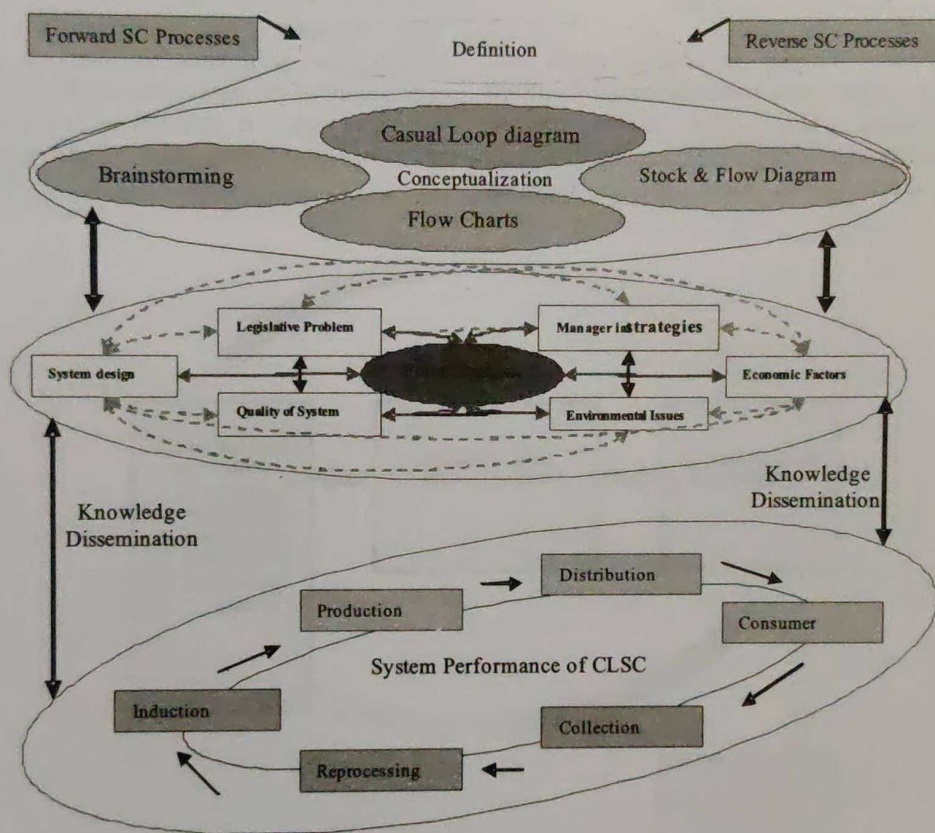 Forward SC Processes
Definition
Reverse SC Processes
Casual Loop diagram
Brainstorming
Conceptualization
Stock & Flow Diagram
Flow Charts
Legislative Problem
Manager in strategies
System design
Economic Factors
Quality of System
Environmental Issues
Knowledge
Dissemination
Knowledge
Dissemination
Distribution
Production
Consumer
System Performance of CLSC
Induction
Collection
Reprocessing